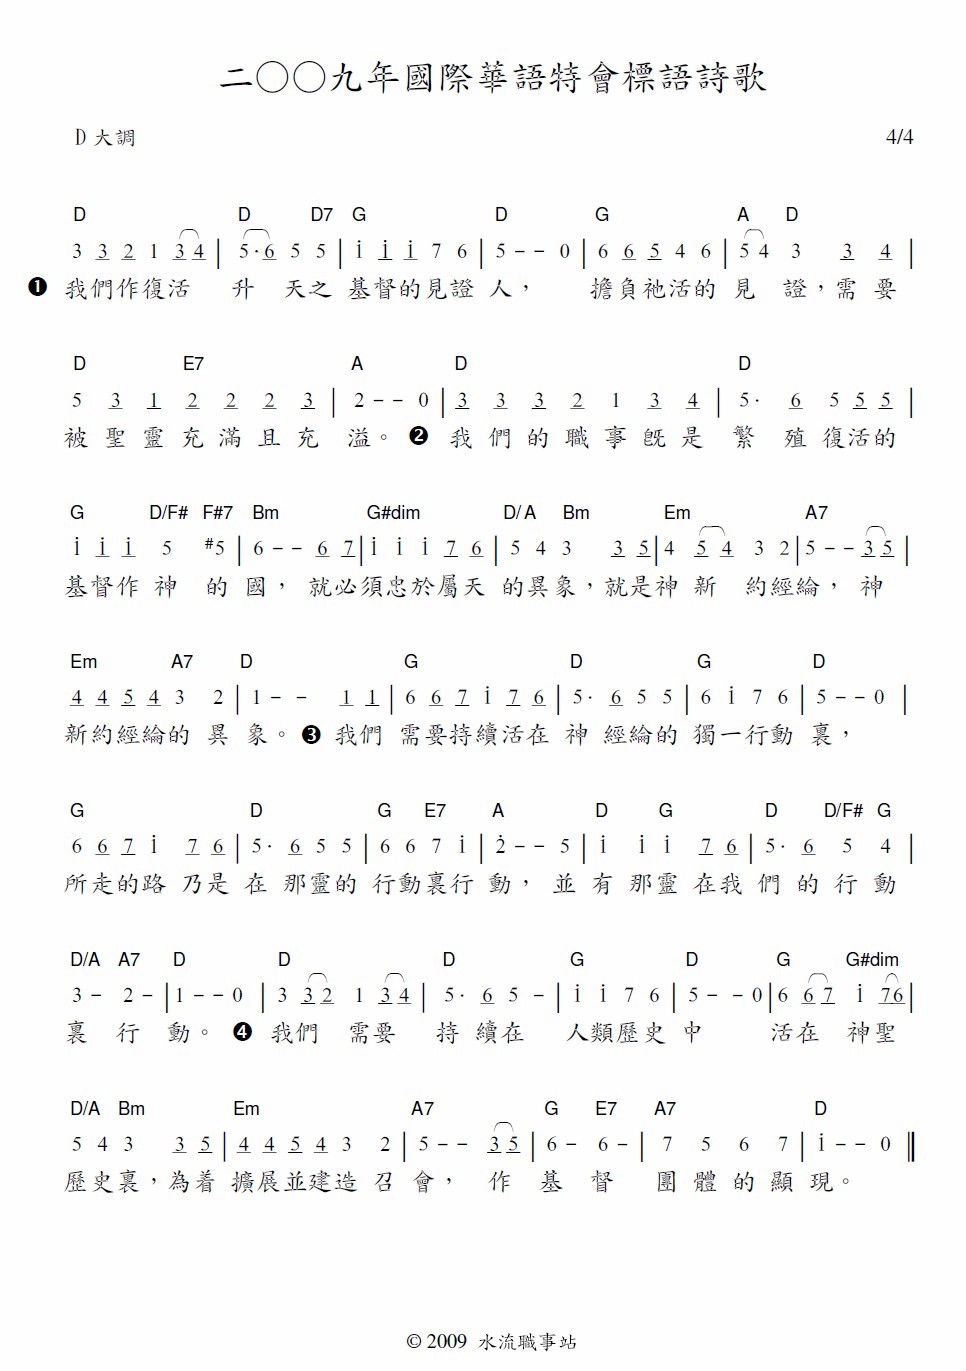 二〇〇九年國際華語特會標語詩歌
D 大調 4/4
D D D7 G D G A D
3 3 2 1 3 4 | 5· 6 5 5 | i i i 7 6 | 5 - - 0 | 6 6 5 4 6 | 5 4 3 3 4 |
❶ 我們作復活 升 天之 基督的見證 人， 擔負祂活的 見 證，需 要
D E7 A D D
5 3 1 2 2 2 3 | 2 - - 0 | 3 3 3 2 1 3 4 | 5· 6 5 5 5 |
被 聖 靈 充 滿 且 充 溢。 ❷ 我 們 的 職 事 既 是 繁 殖 復活的
G D/F# F#7 Bm G#dim D/A Bm Em A7
i i i 5 #5 | 6 - - 6 7 | i i i 7 6 | 5 4 3 3 5 | 4 5 4 3 2 | 5 - - 3 5 |
基督作 神 的 國， 就必須忠於屬天 的異象，就是神 新 約經綸， 神
Em A7 D G D G D
4 4 5 4 3 2 | 1 - - 1 1 | 6 6 7 i 7 6 | 5· 6 5 5 | 6 i 7 6 | 5 - - 0 |
新約經綸的 異 象。 ❸ 我們 需要持續活在 神 經綸的 獨一行動 裏，
G D G E7 A D G D D/F# G
6 6 7 i 7 6 | 5· 6 5 5 | 6 6 7 i | 2̇ - - 5 | i i i 7 6 | 5· 6 5 4 |
所走的路 乃是 在 那靈的 行動裏行 動， 並 有 那靈 在我 們 的 行 動
D/A A7 D D D G D G G#dim
3 - 2 - | 1 - - 0 | 3 3 2 1 3 4 | 5· 6 5 - | i i 7 6 | 5 - - 0 | 6 6 7 i 7 6 |
裏 行 動。 ❹ 我們 需要 持 續在 人類歷史 中 活在 神聖
D/A Bm Em A7 G E7 A7 D
5 4 3 3 5 | 4 4 5 4 3 2 | 5 - - 3 5 | 6 - 6 - | 7 5 6 7 | i - - 0 ‖
歷史裏，為着 擴展並建造 召 會， 作 基 督 團 體 的 顯 現。
© 2009 水流職事站